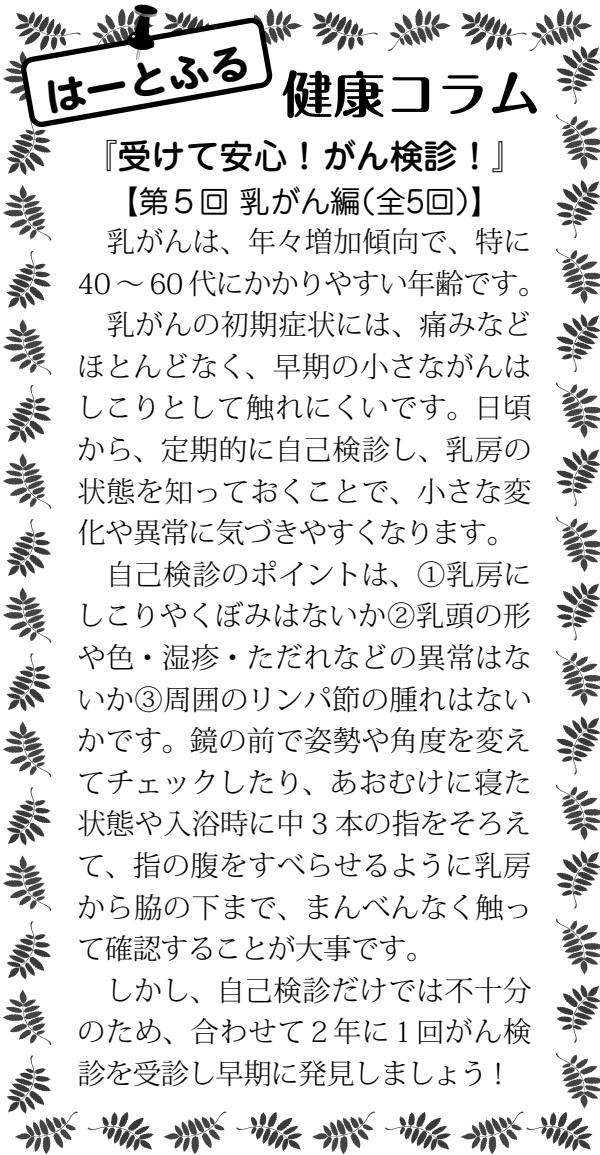 はーとふる
健康コラム
『受けて安心！がん検診！』
【第５回 乳がん編（全5回）】
　乳がんは、年々増加傾向で、特に
40 ～ 60 代にかかりやすい年齢です。
　乳がんの初期症状には、痛みなど
ほとんどなく、早期の小さながんは
しこりとして触れにくいです。日頃
から、定期的に自己検診し、乳房の
状態を知っておくことで、小さな変
化や異常に気づきやすくなります。
　自己検診のポイントは、①乳房に
しこりやくぼみはないか②乳頭の形
や色・湿疹・ただれなどの異常はな
いか③周囲のリンパ節の腫れはない
かです。鏡の前で姿勢や角度を変え
てチェックしたり、あおむけに寝た
状態や入浴時に中 3 本の指をそろえ
て、指の腹をすべらせるように乳房
から脇の下まで、まんべんなく触っ
て確認することが大事です。
　しかし、自己検診だけでは不十分
のため、合わせて 2 年に 1 回がん検
診を受診し早期に発見しましょう！